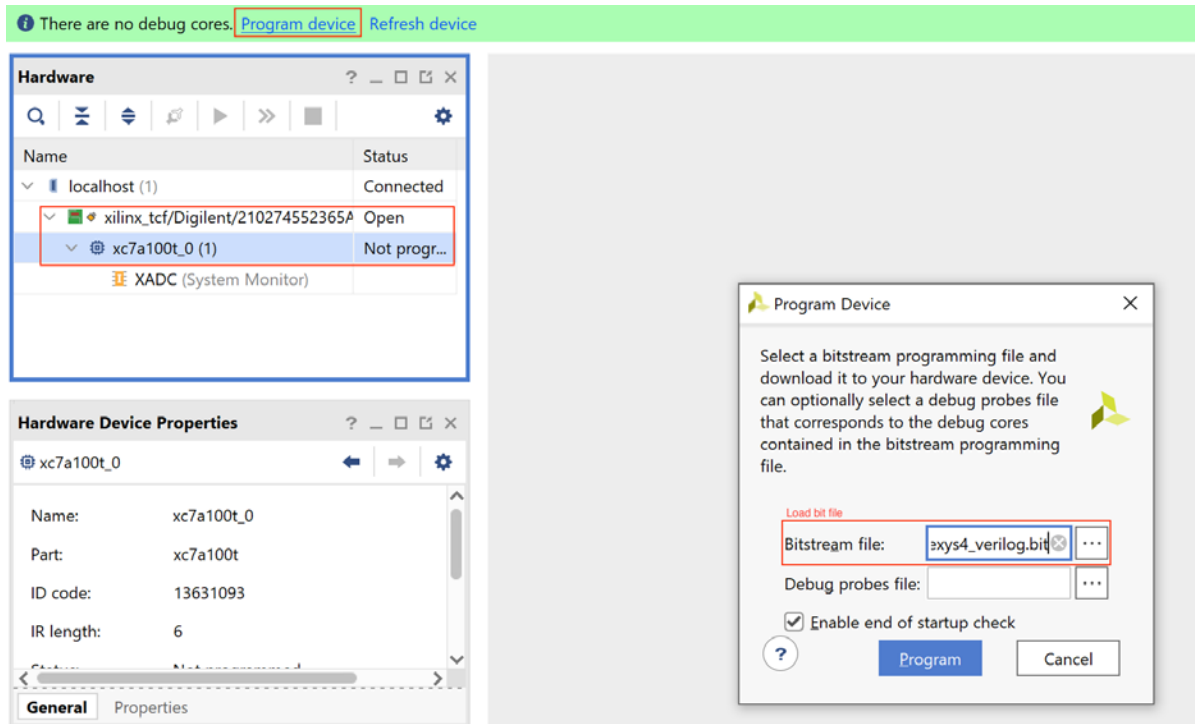 There are no debug cores. Program device Refresh device
Hardware
Name Status
localhost (1) Connected
xilinx_tcf/Digilent/210274552365A Open
xc7a100t_0 (1) Not progr...
XADC (System Monitor)
Hardware Device Properties
xc7a100t_0
Name: xc7a100t_0
Part: xc7a100t
ID code: 13631093
IR length: 6
General Properties
Program Device
Select a bitstream programming file and
download it to your hardware device. You
can optionally select a debug probes file
that corresponds to the debug cores
contained in the bitstream programming
file.
Load bit file
Bitstream file: exys4_verilog.bit ...
Debug probes file: ...
Enable end of startup check
? Program Cancel